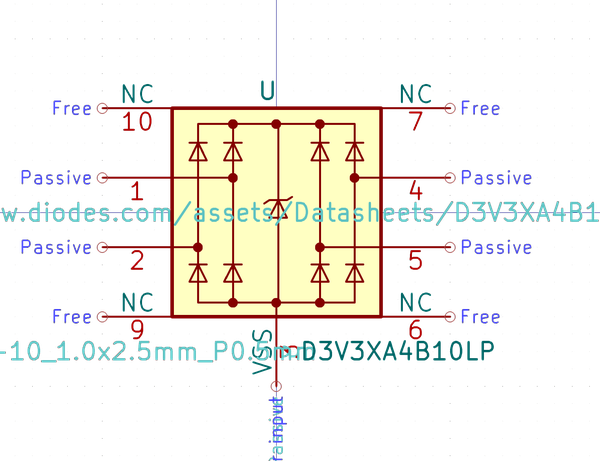 U
Free NC NC Free
10 7
Passive Passive
1 4
w.diodes.com/assets/Datasheets/D3V3XA4B1
Passive Passive
2 5
Free NC NC Free
9 6
-10_1.0x2.5mm_P0.5mm
D3V3XA4B10LP
VSS
input